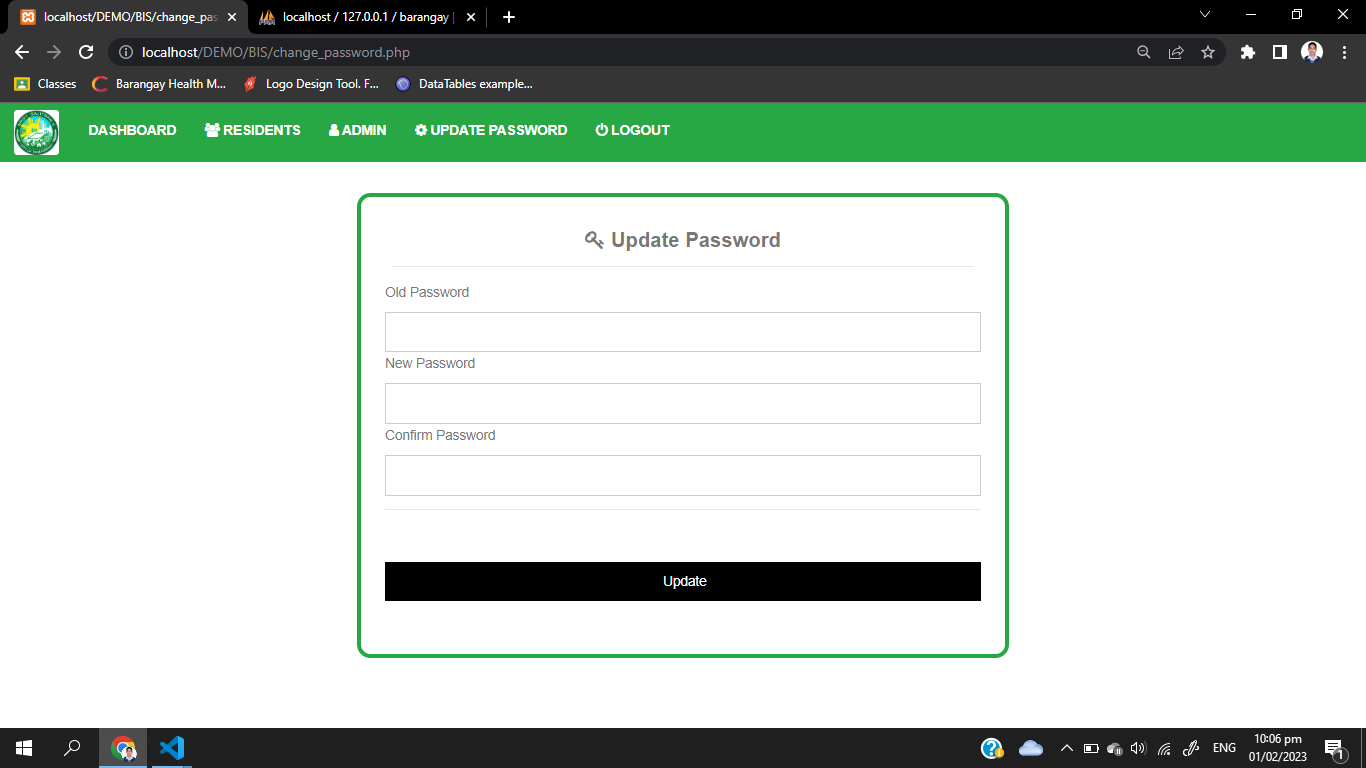 localhost/DEMO/BIS/change_pas
localhost / 127.0.0.1 / barangay |
localhost/DEMO/BIS/change_password.php
Classes
Barangay Health M...
Logo Design Tool. F...
DataTables example...
DASHBOARD
RESIDENTS
ADMIN
UPDATE PASSWORD
LOGOUT
Update Password
Old Password
New Password
Confirm Password
Update
ENG
10:06 pm
01/02/2023
1